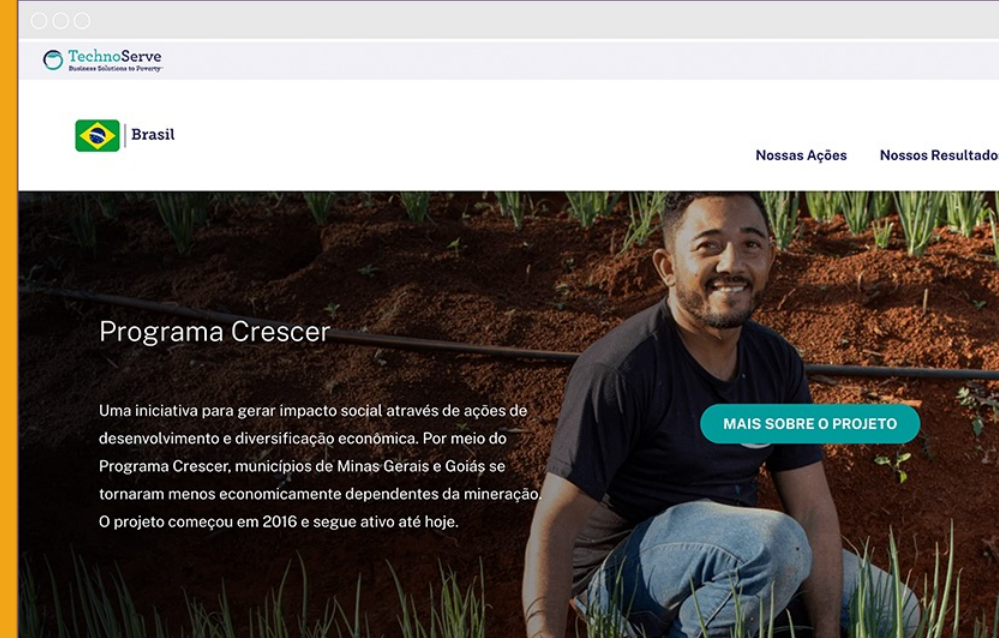 TechnoServe
Business Solutions to Poverty
Brasil
Nossas Ações Nossos Resultados
Programa Crescer
Uma iniciativa para gerar impacto social através de ações de
desenvolvimento e diversificação econômica. Por meio do
Programa Crescer, municípios de Minas Gerais e Goiás se
tornaram menos economicamente dependentes da mineração.
O projeto começou em 2016 e segue ativo até hoje.
MAIS SOBRE O PROJETO